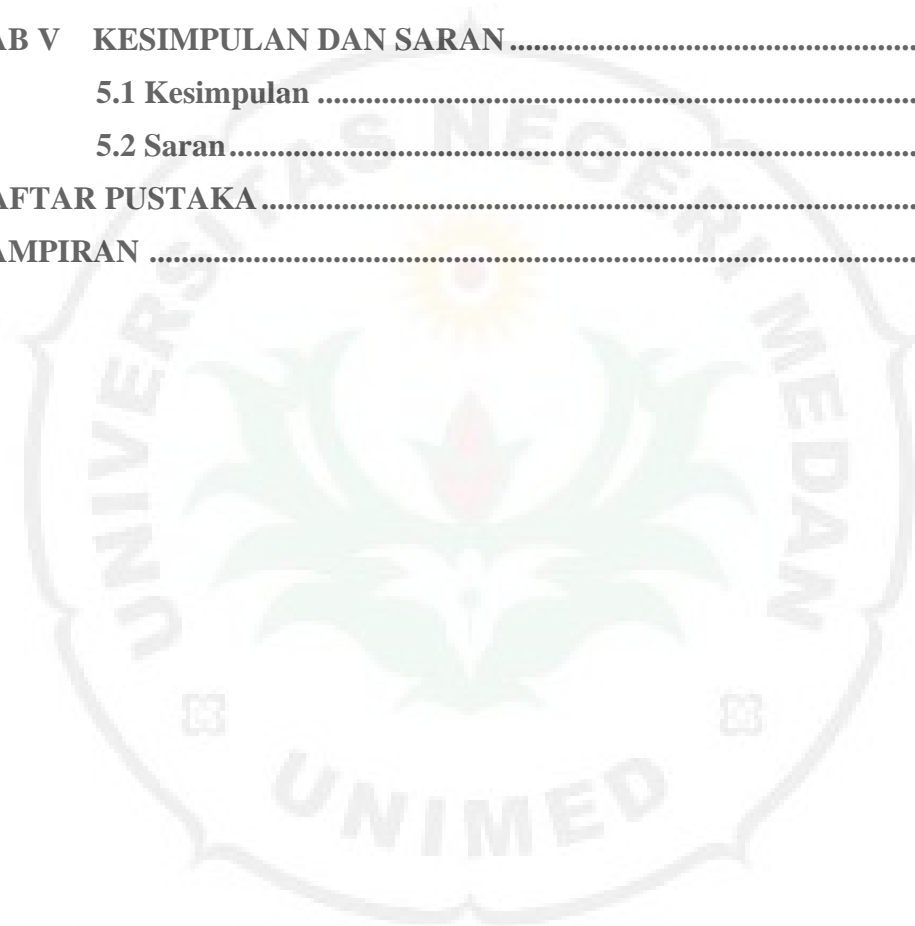 AB V KESIMPULAN DAN SARAN ........................................................
5.1 Kesimpulan ................................................................................
5.2 Saran ...........................................................................................
AFTAR PUSTAKA ........................................................................................
AMPIRAN ......................................................................................................
UNIVERSITAS NEGERI MEDAN
UNIMED